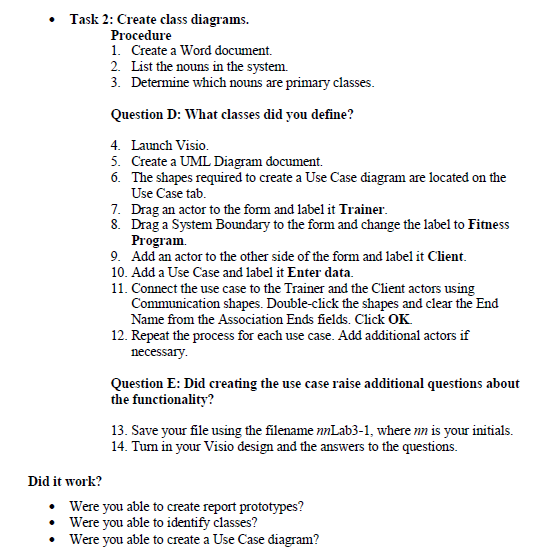 • Task 2: Create class diagrams.
Procedure
1. Create a Word document.
2. List the nouns in the system.
3. Determine which nouns are primary classes.
Question D: What classes did you define?
4. Launch Visio.
5. Create a UML Diagram document.
6. The shapes required to create a Use Case diagram are located on the
Use Case tab.
7. Drag an actor to the form and label it Trainer.
8. Drag a System Boundary to the form and change the label to Fitness
Program.
9. Add an actor to the other side of the form and label it Client.
10. Add a Use Case and label it Enter data.
11. Connect the use case to the Trainer and the Client actors using
Communication shapes. Double-click the shapes and clear the End
Name from the Association Ends fields. Click OK.
12. Repeat the process for each use case. Add additional actors if
necessary.
Question E: Did creating the use case raise additional questions about
the functionality?
13. Save your file using the filename nnLab3-1, where nn is your initials.
14. Turn in your Visio design and the answers to the questions.
Did it work?
• Were you able to create report prototypes?
• Were you able to identify classes?
• Were you able to create a Use Case diagram?